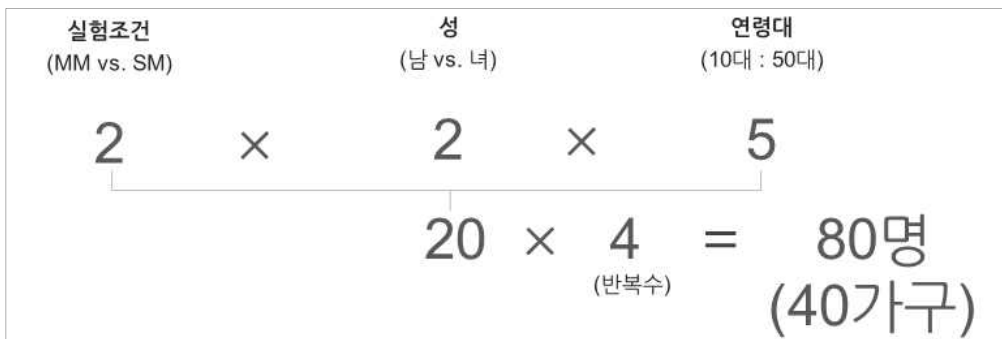 실험조건 성 연령대
(MM vs. SM) (남 vs. 녀) (10대 : 50대)
2 × 2 × 5
20 × 4 = 80명
(반복수)
(40가구)